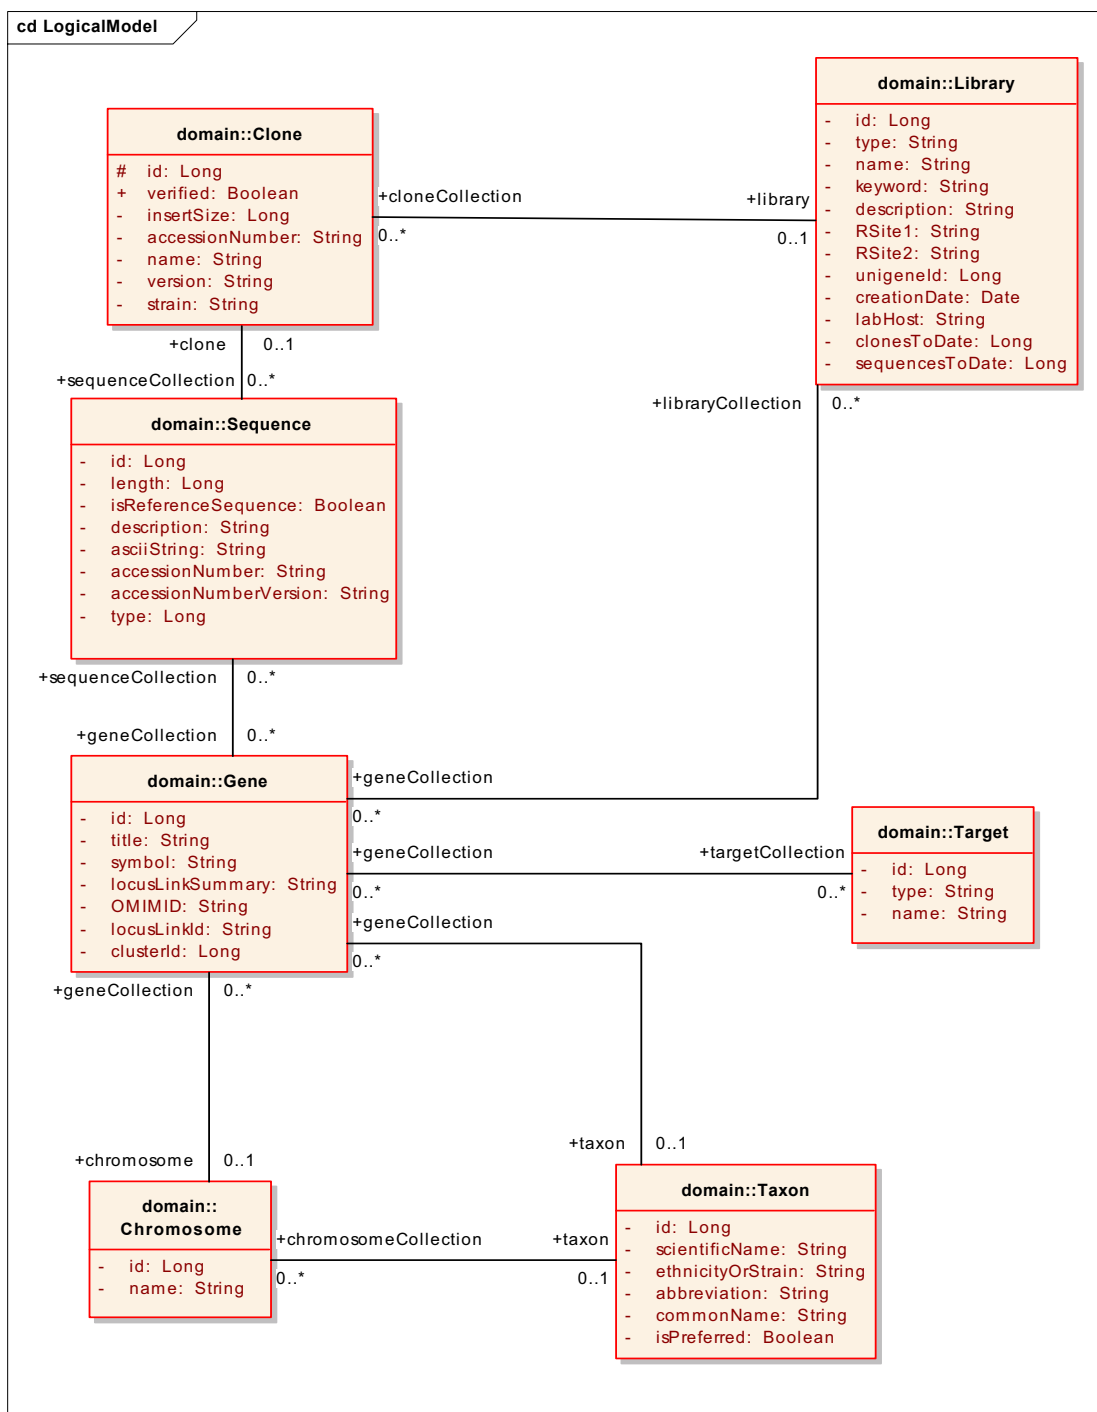 cd LogicalModel
domain::Library
- id: Long
- type: String
- name: String
- keyword: String
- description: String
- RSite1: String
- RSite2: String
- unigeneId: Long
- creationDate: Date
- labHost: String
- clonesToDate: Long
- sequencesToDate: Long
domain::Clone
# id: Long
+ verified: Boolean
- insertSize: Long
- accessionNumber: String
- name: String
- version: String
- strain: String
+cloneCollection
0..*
+library
0..1
+clone 0..1
+sequenceCollection 0..*
+libraryCollection 0..*
domain::Sequence
- id: Long
- length: Long
- isReferenceSequence: Boolean
- description: String
- asciiString: String
- accessionNumber: String
- accessionNumberVersion: String
- type: Long
+sequenceCollection 0..*
+geneCollection 0..*
domain::Gene
- id: Long
- title: String
- symbol: String
- locusLinkSummary: String
- OMIMID: String
- locusLinkId: String
- clusterId: Long
+geneCollection
0..*
+geneCollection
0..*
+targetCollection
0..*
domain::Target
- id: Long
- type: String
- name: String
+geneCollection
0..*
+geneCollection 0..*
+chromosome 0..1
+taxon 0..1
domain::
Chromosome
- id: Long
- name: String
+chromosomeCollection
0..*
+taxon
0..1
domain::Taxon
- id: Long
- scientificName: String
- ethnicityOrStrain: String
- abbreviation: String
- commonName: String
- isPreferred: Boolean